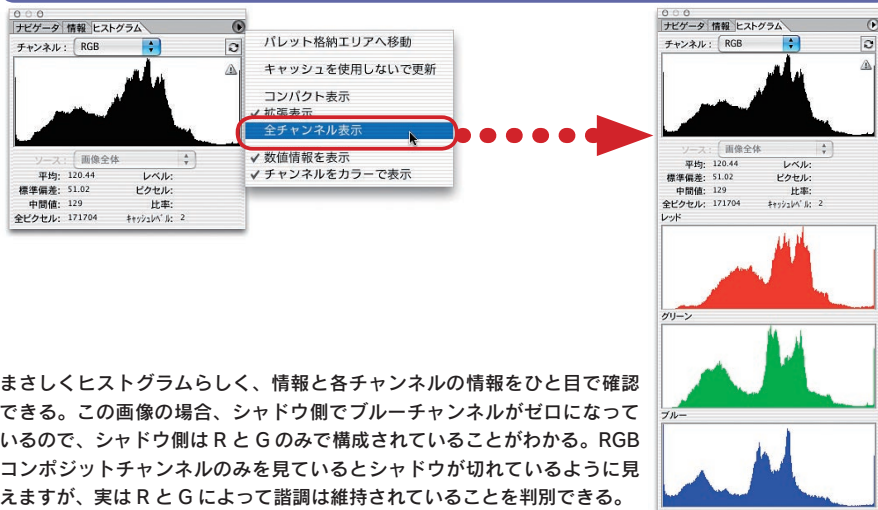 ナビゲータ 情報 ヒストグラム
チャンネル： RGB
ソース： 画像全体
平均： 120.44 レベル：
標準偏差： 51.02 ピクセル：
中間値： 129 比率：
全ピクセル： 171704 ｷｬｯｼｭﾚﾍﾞﾙ： 2
パレット格納エリアへ移動
キャッシュを使用しないで更新
コンパクト表示
拡張表示
全チャンネル表示
数値情報を表示
チャンネルをカラーで表示
ナビゲータ 情報 ヒストグラム
チャンネル： RGB
ソース： 画像全体
平均： 120.44 レベル：
標準偏差： 51.02 ピクセル：
中間値： 129 比率：
全ピクセル： 171704 ｷｬｯｼｭﾚﾍﾞﾙ： 2
レッド
グリーン
ブルー
まさしくヒストグラムらしく、情報と各チャンネルの情報をひと目で確認
できる。この画像の場合、シャドウ側でブルーチャンネルがゼロになって
いるので、シャドウ側は R と G のみで構成されていることがわかる。RGB
コンポジットチャンネルのみを見ているとシャドウが切れているように見
えますが、実は R と G によって諧調は維持されていることを判別できる。